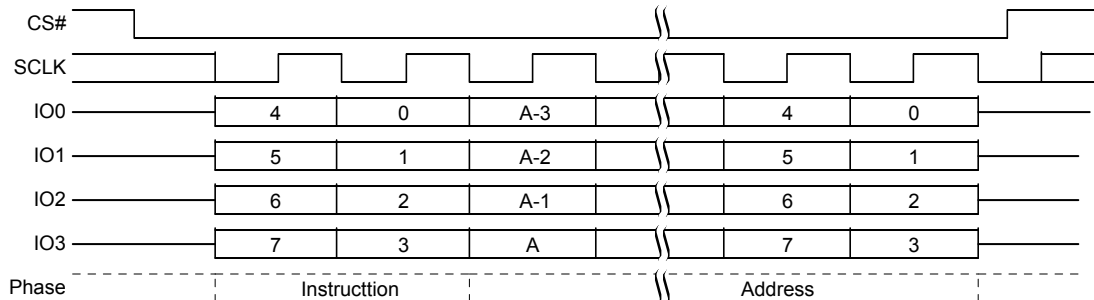 CS#
SCLK
IO0 4 0 A-3 4 0
IO1 5 1 A-2 5 1
IO2 6 2 A-1 6 2
IO3 7 3 A 7 3
Phase Instructtion Address